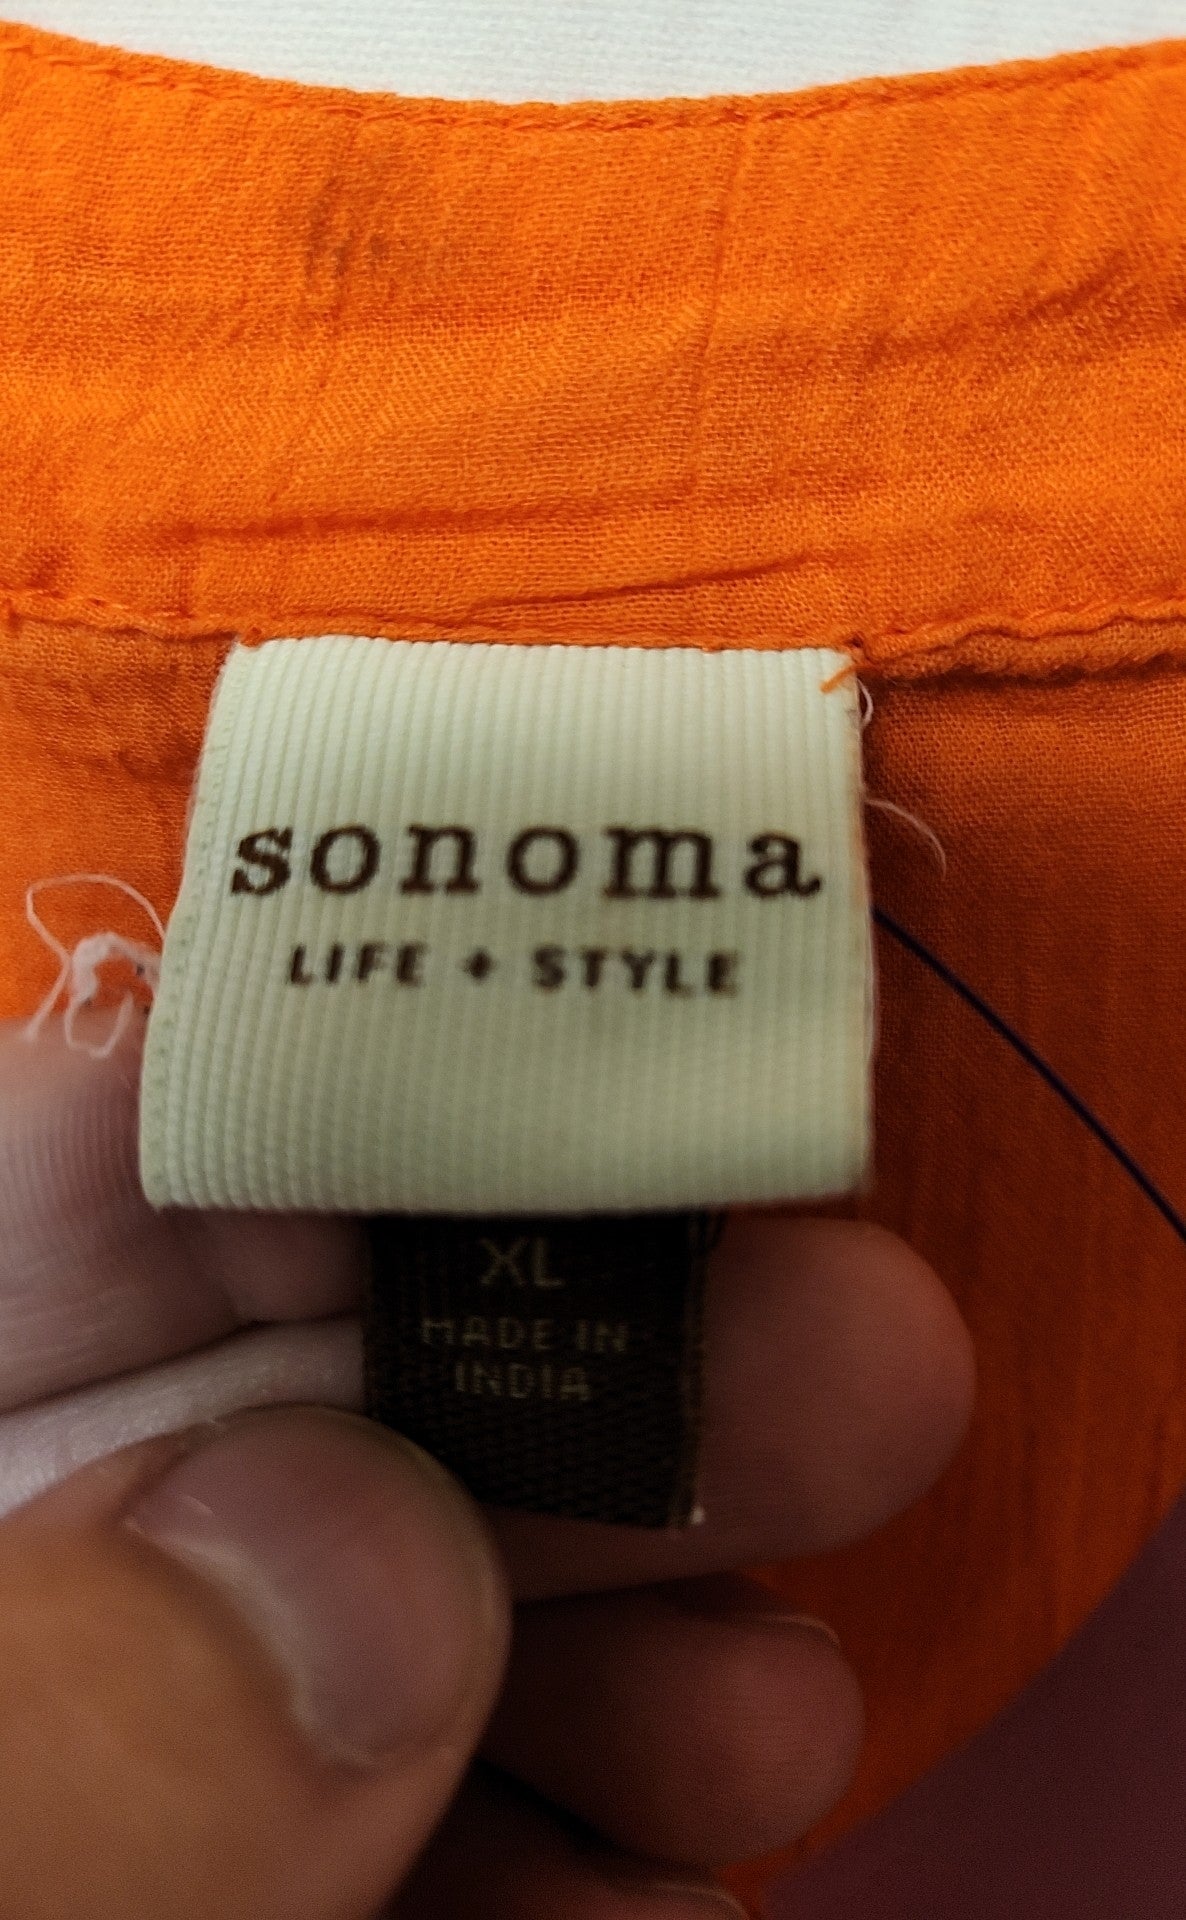 sonoma
LIFE + STYLE
XL
MADE IN
INDIA